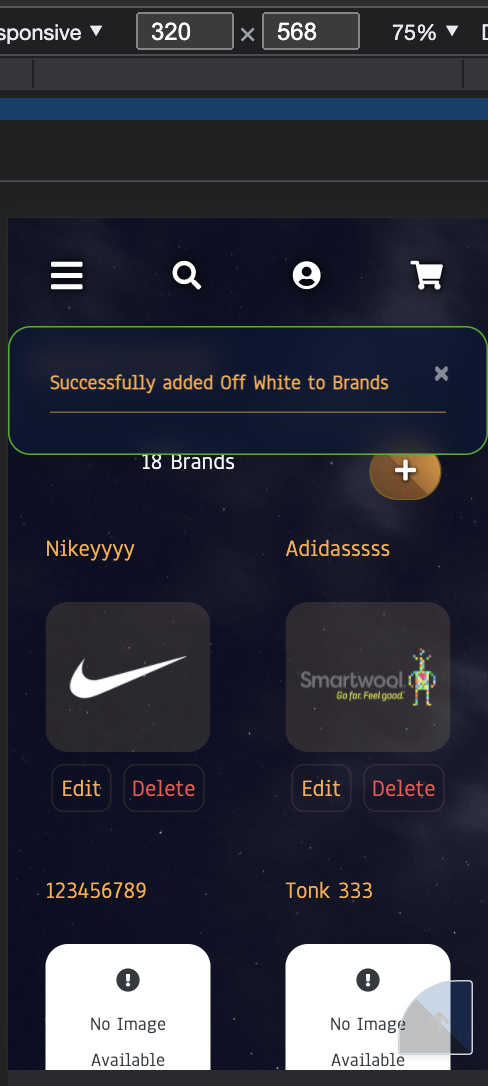 sponsive ▼ 320 × 568 75% ▼
Successfully added Off White to Brands ×
18 Brands
Nikeyyyy Adidasssss
Smartwool
Go far. Feel good.
Edit Delete Edit Delete
123456789 Tonk 333
No Image No Image
Available Available